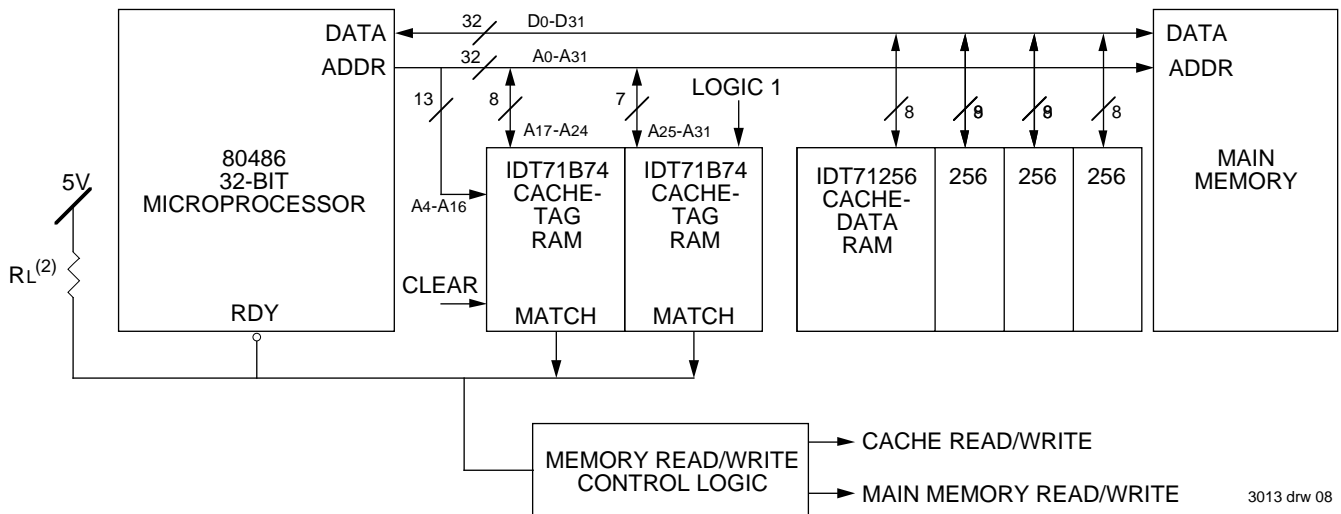 DATA
ADDR
80486
32-BIT
MICROPROCESSOR
RDY
5V
RL(2)
32
D0-D31
32
A0-A31
13
8
7
LOGIC 1
A17-A24
A25-A31
A4-A16
CLEAR
IDT71B74
CACHE-
TAG
RAM
MATCH
IDT71B74
CACHE-
TAG
RAM
MATCH
8
8
IDT71256
CACHE-
DATA
RAM
256
256
256
DATA
ADDR
MAIN
MEMORY
MEMORY READ/WRITE
CONTROL LOGIC
CACHE READ/WRITE
MAIN MEMORY READ/WRITE
3013 drw 08